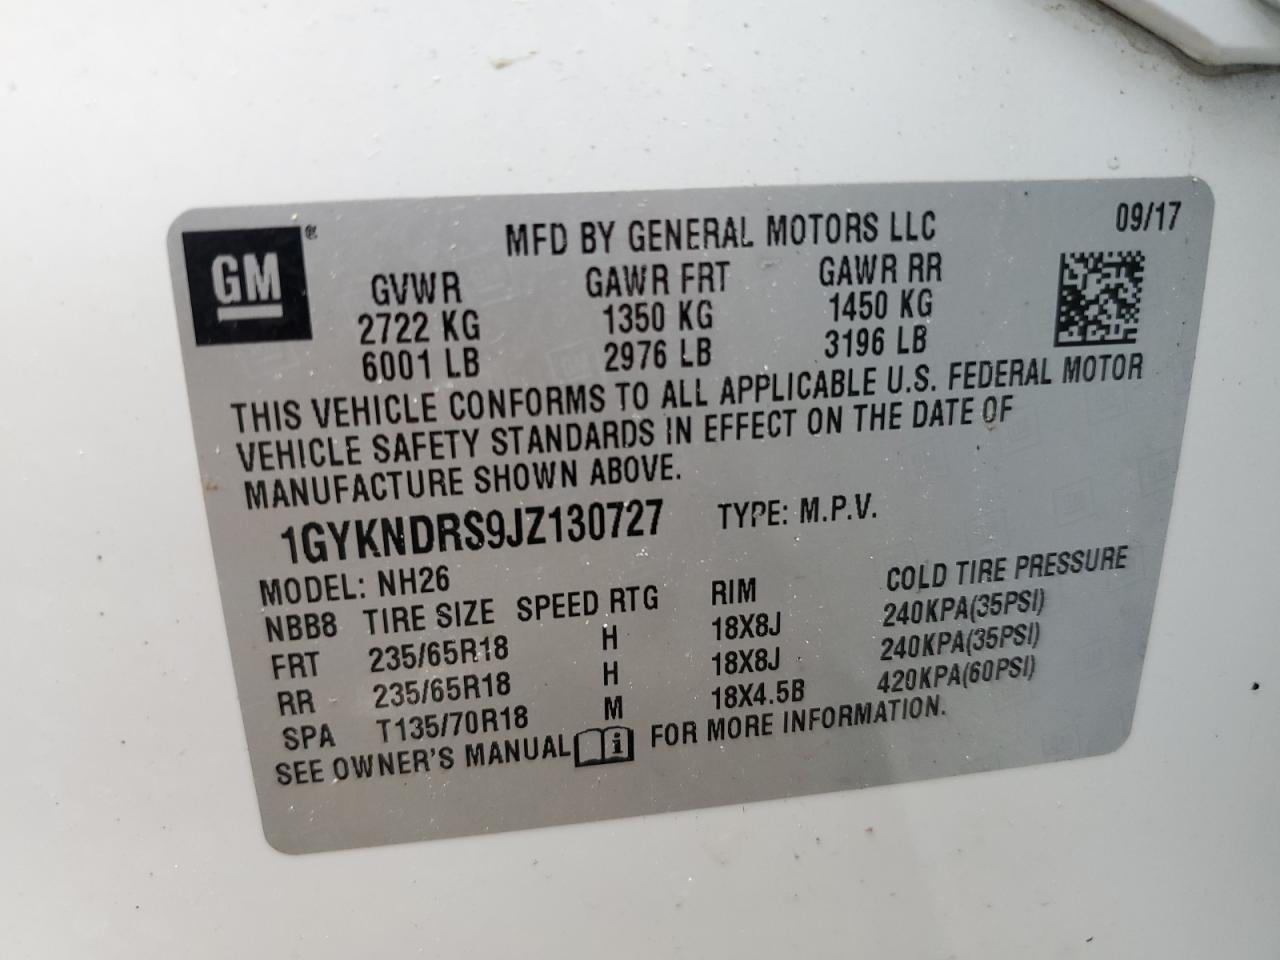 GM®
MFD BY GENERAL MOTORS LLC 09/17
GVWR GAWR FRT GAWR RR
2722 KG 1350 KG 1450 KG
6001 LB 2976 LB 3196 LB
THIS VEHICLE CONFORMS TO ALL APPLICABLE U.S. FEDERAL MOTOR
VEHICLE SAFETY STANDARDS IN EFFECT ON THE DATE OF
MANUFACTURE SHOWN ABOVE.
1GYKNDRS9JZ130727 TYPE: M.P.V.
MODEL: NH26
NBB8 TIRE SIZE SPEED RTG RIM COLD TIRE PRESSURE
FRT 235/65R18 H 18X8J 240KPA(35PSI)
RR 235/65R18 H 18X8J 240KPA(35PSI)
SPA T135/70R18 M 18X4.5B 420KPA(60PSI)
SEE OWNER'S MANUAL i FOR MORE INFORMATION.